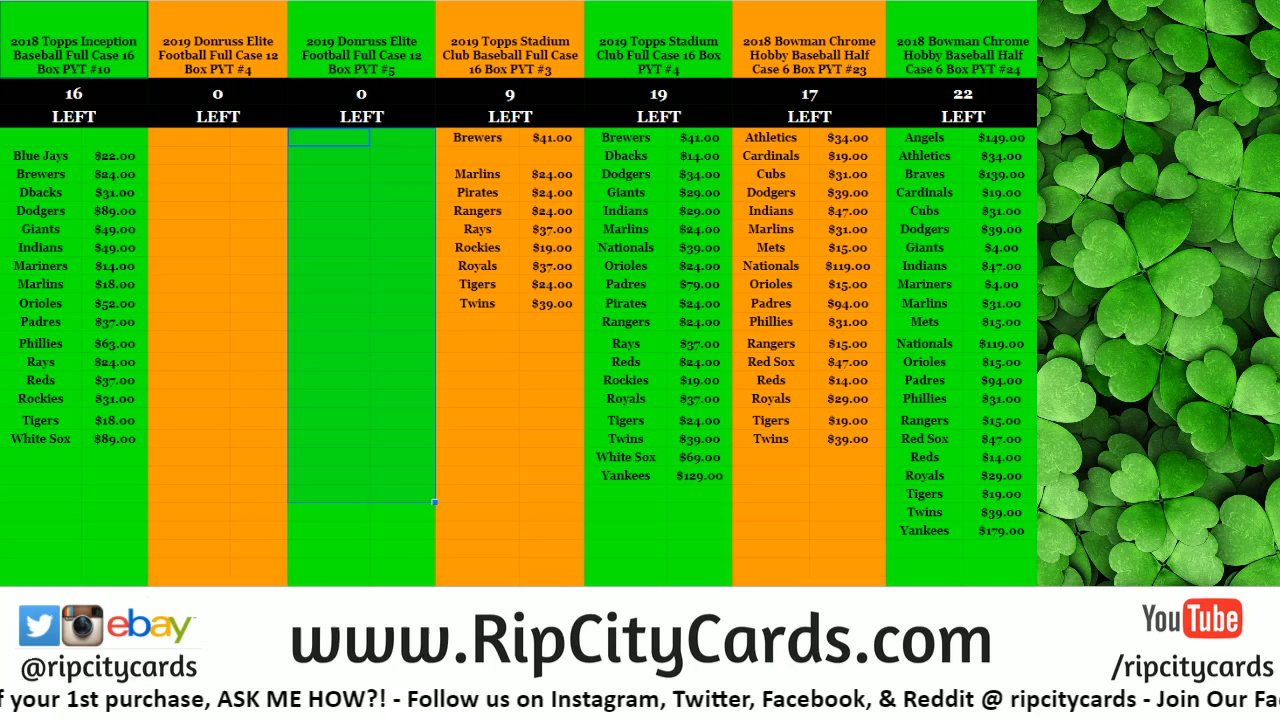 2018 Topps Inception
Baseball Full Case 16
Box PYT #10
16
LEFT
Blue Jays $22.00
Brewers $24.00
Dbacks $31.00
Dodgers $89.00
Giants $49.00
Indians $49.00
Mariners $14.00
Marlins $18.00
Orioles $52.00
Padres $37.00
Phillies $63.00
Rays $24.00
Reds $37.00
Rockies $31.00
Tigers $18.00
White Sox $89.00
2019 Donruss Elite
Football Full Case 12
Box PYT #4
0
LEFT
2019 Donruss Elite
Football Full Case 12
Box PYT #5
0
LEFT
2019 Topps Stadium
Club Baseball Full Case
16 Box PYT #3
9
LEFT
Brewers $41.00
Marlins $24.00
Pirates $24.00
Rangers $24.00
Rays $37.00
Rockies $19.00
Royals $37.00
Tigers $24.00
Twins $39.00
2019 Topps Stadium
Club Full Case 16 Box
PYT #4
19
LEFT
Brewers $41.00
Dbacks $14.00
Dodgers $34.00
Giants $29.00
Indians $29.00
Marlins $24.00
Nationals $39.00
Orioles $24.00
Padres $79.00
Pirates $24.00
Rangers $24.00
Rays $37.00
Reds $24.00
Rockies $19.00
Royals $37.00
Tigers $24.00
Twins $39.00
White Sox $69.00
Yankees $129.00
2018 Bowman Chrome
Hobby Baseball Half
Case 6 Box PYT #23
17
LEFT
Athletics $34.00
Cardinals $19.00
Cubs $31.00
Dodgers $39.00
Indians $47.00
Marlins $31.00
Mets $15.00
Nationals $119.00
Orioles $15.00
Padres $94.00
Phillies $31.00
Rangers $15.00
Red Sox $47.00
Reds $14.00
Royals $29.00
Tigers $19.00
Twins $39.00
2018 Bowman Chrome
Hobby Baseball Half
Case 6 Box PYT #24
22
LEFT
Angels $149.00
Athletics $34.00
Braves $139.00
Cardinals $19.00
Cubs $31.00
Dodgers $39.00
Giants $4.00
Indians $47.00
Mariners $4.00
Marlins $31.00
Mets $15.00
Nationals $119.00
Orioles $15.00
Padres $94.00
Phillies $31.00
Rangers $15.00
Red Sox $47.00
Reds $14.00
Royals $29.00
Tigers $19.00
Twins $39.00
Yankees $179.00
ebay
@ripcitycards
www.RipCityCards.com
YouTube
/ripcitycards
f your 1st purchase, ASK ME HOW?! - Follow us on Instagram, Twitter, Facebook, & Reddit @ ripcitycards - Join Our Fa